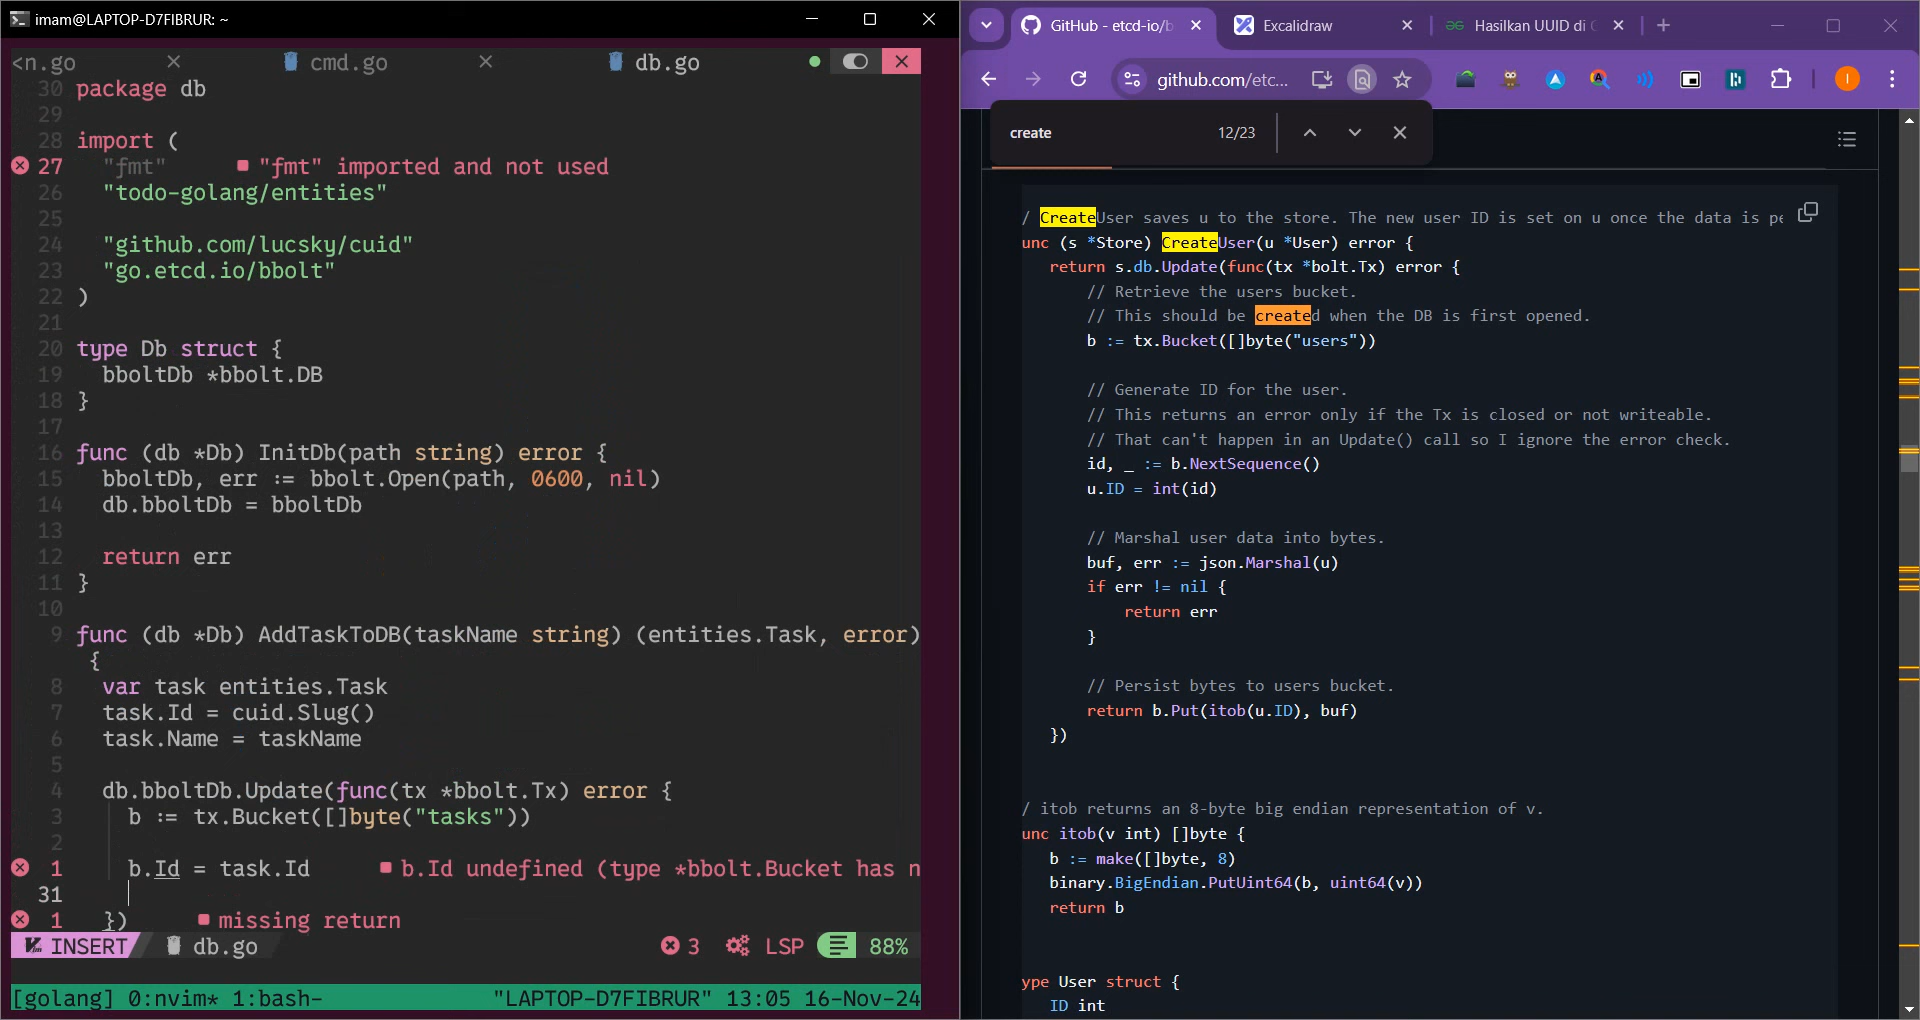 imam@LAPTOP-D7FIBRUR: ~
<n.go
cmd.go
db.go
30 package db
29
28 import (
27 "fmt" "fmt" imported and not used
26 "todo-golang/entities"
25
24 "github.com/lucsky/cuid"
23 "go.etcd.io/bbolt"
22 )
21
20 type Db struct {
19 bboltDb *bbolt.DB
18 }
17
16 func (db *Db) InitDb(path string) error {
15 bboltDb, err := bbolt.Open(path, 0600, nil)
14 db.bboltDb = bboltDb
13
12 return err
11 }
10
9 func (db *Db) AddTaskToDB(taskName string) (entities.Task, error)
{
8 var task entities.Task
7 task.Id = cuid.Slug()
6 task.Name = taskName
5
4 db.bboltDb.Update(func(tx *bbolt.Tx) error {
3 b := tx.Bucket([]byte("tasks"))
2
1 b.Id = task.Id b.Id undefined (type *bbolt.Bucket has n
31
1 }) missing return
INSERT db.go 3 LSP 88%
[golang] 0:nvim* 1:bash- "LAPTOP-D7FIBRUR" 13:05 16-Nov-24
GitHub - etcd-io/b
Excalidraw
Hasilkan UUID di
github.com/etc...
I
create 12/23
/ CreateUser saves u to the store. The new user ID is set on u once the data is pe
unc (s *Store) CreateUser(u *User) error {
return s.db.Update(func(tx *bolt.Tx) error {
// Retrieve the users bucket.
// This should be created when the DB is first opened.
b := tx.Bucket([]byte("users"))
// Generate ID for the user.
// This returns an error only if the Tx is closed or not writeable.
// That can't happen in an Update() call so I ignore the error check.
id, _ := b.NextSequence()
u.ID = int(id)
// Marshal user data into bytes.
buf, err := json.Marshal(u)
if err != nil {
return err
}
// Persist bytes to users bucket.
return b.Put(itob(u.ID), buf)
})
/ itob returns an 8-byte big endian representation of v.
unc itob(v int) []byte {
b := make([]byte, 8)
binary.BigEndian.PutUint64(b, uint64(v))
return b
ype User struct {
ID int